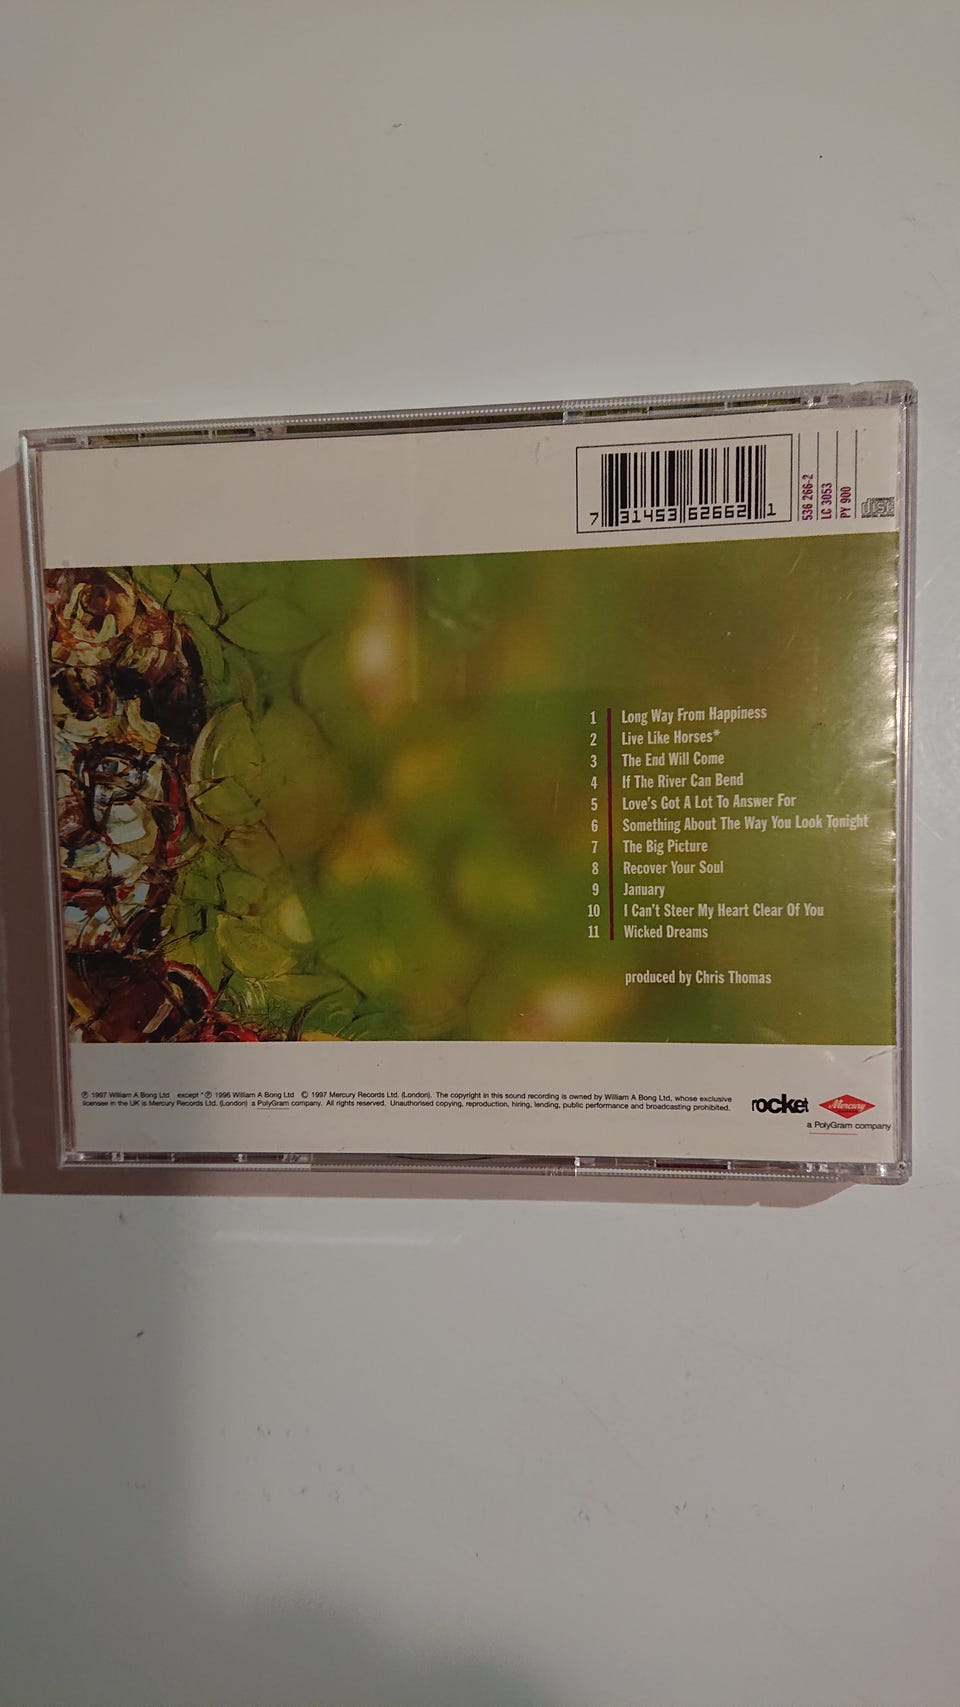 7 31453 62662 1
536 266-2
LC 3053
PY 900
COMPACT
disc
DIGITAL AUDIO
1 Long Way From Happiness
2 Live Like Horses*
3 The End Will Come
4 If The River Can Bend
5 Love's Got A Lot To Answer For
6 Something About The Way You Look Tonight
7 The Big Picture
8 Recover Your Soul
9 January
10 I Can't Steer My Heart Clear Of You
11 Wicked Dreams
produced by Chris Thomas
℗ 1997 William A Bong Ltd except *℗ 1996 William A Bong Ltd © 1997 Mercury Records Ltd. (London). The copyright in this sound recording is owned by William A Bong Ltd, whose exclusive
licensee in the UK is Mercury Records Ltd. (London) a PolyGram company. All rights reserved. Unauthorised copying, reproduction, hiring, lending, public performance and broadcasting prohibited.
rocket Mercury
a PolyGram company